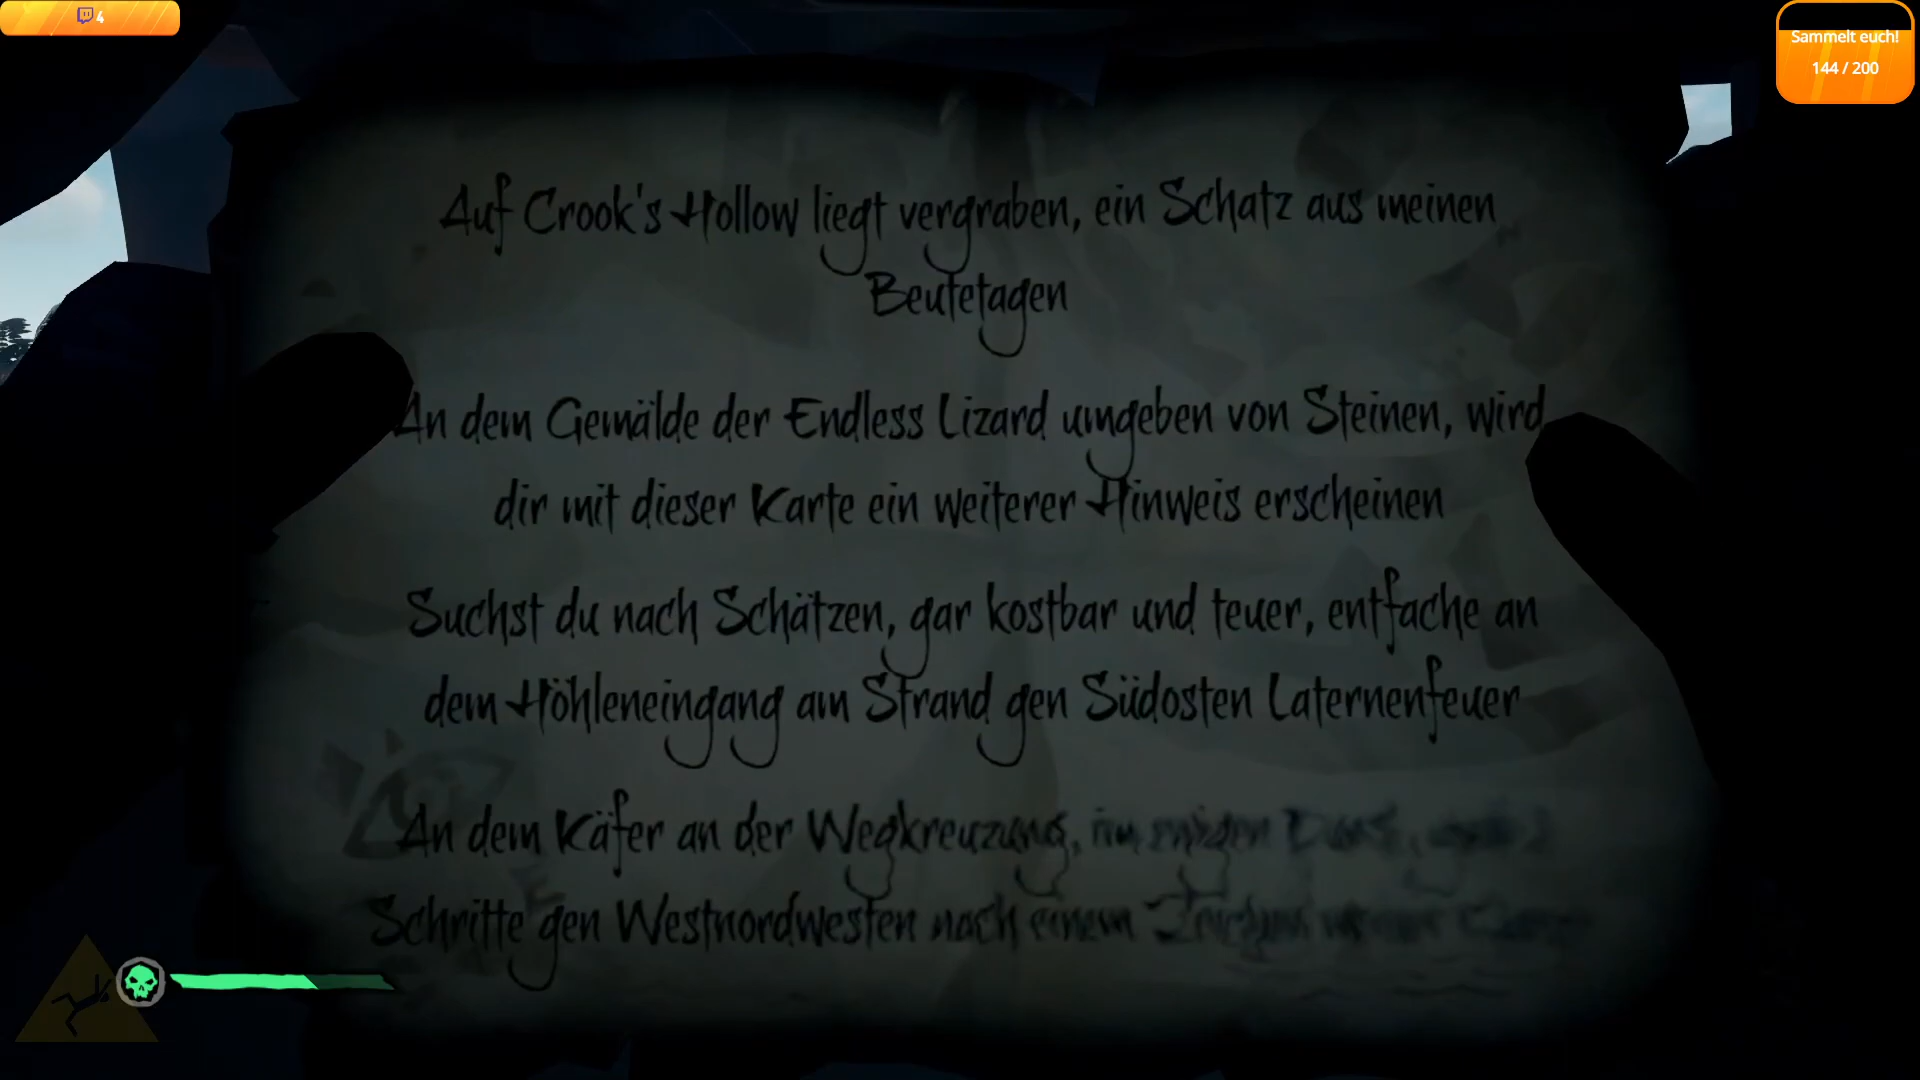 4
Sammelt euch!
144 / 200
Auf Crook's Hollow liegt vergraben, ein Schatz aus meinen
Beutetagen
An dem Gemälde der Endless Lizard umgeben von Steinen, wird
dir mit dieser Karte ein weiterer Hinweis erscheinen
Suchst du nach Schätzen, gar kostbar und teuer, entfache an
dem Höhleneingang am Strand gen Südosten Laternenfeuer
An dem Käfer an der Wegkreuzung,
Schritte gen Westnordwesten nach einem